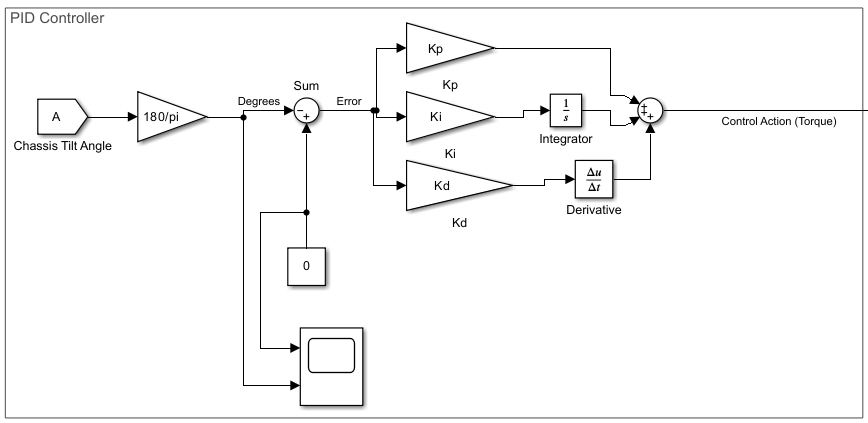 PID Controller
A
Chassis Tilt Angle
180/pi
Degrees
Sum
−
+
Error
Kp
Kp
Ki
Ki
Kd
Kd
1
s
Integrator
Δu
Δt
Derivative
+
+
+
Control Action (Torque)
0